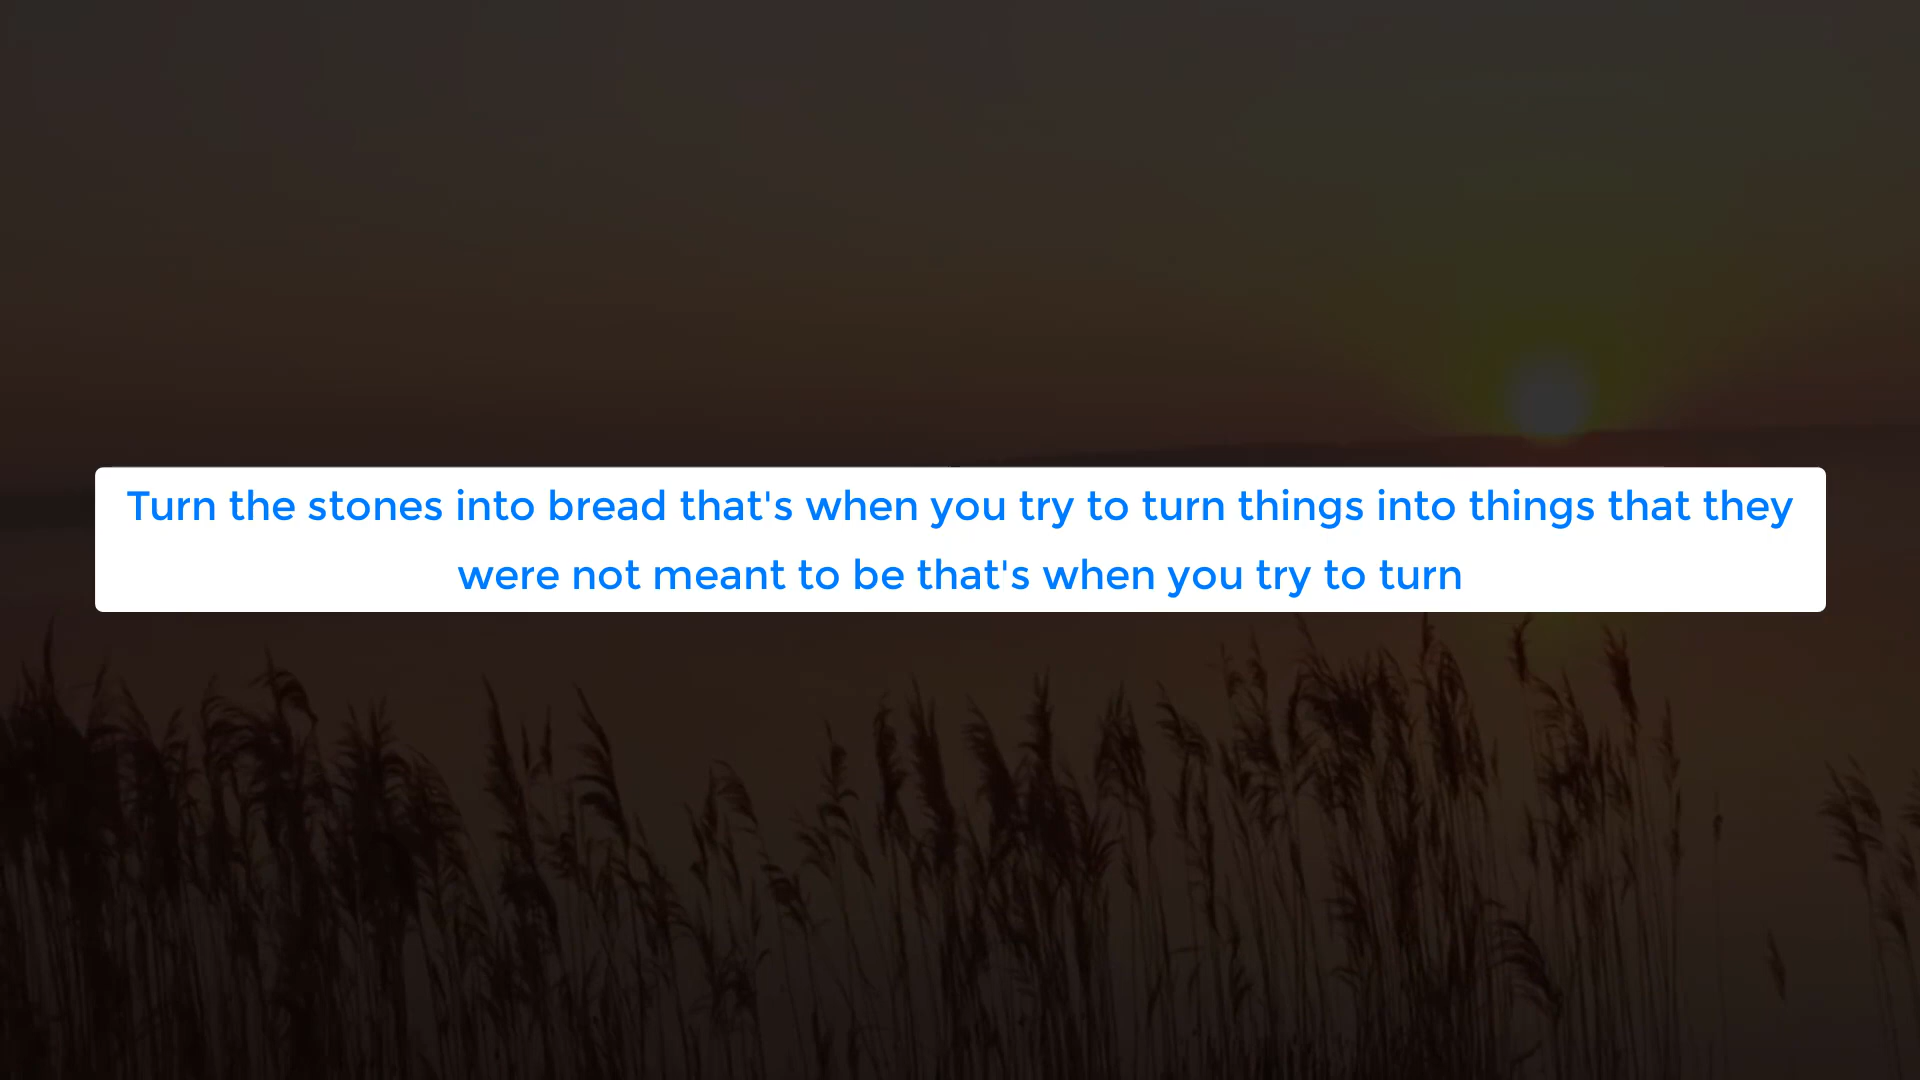 Turn the stones into bread that's when you try to turn things into things that they
were not meant to be that's when you try to turn